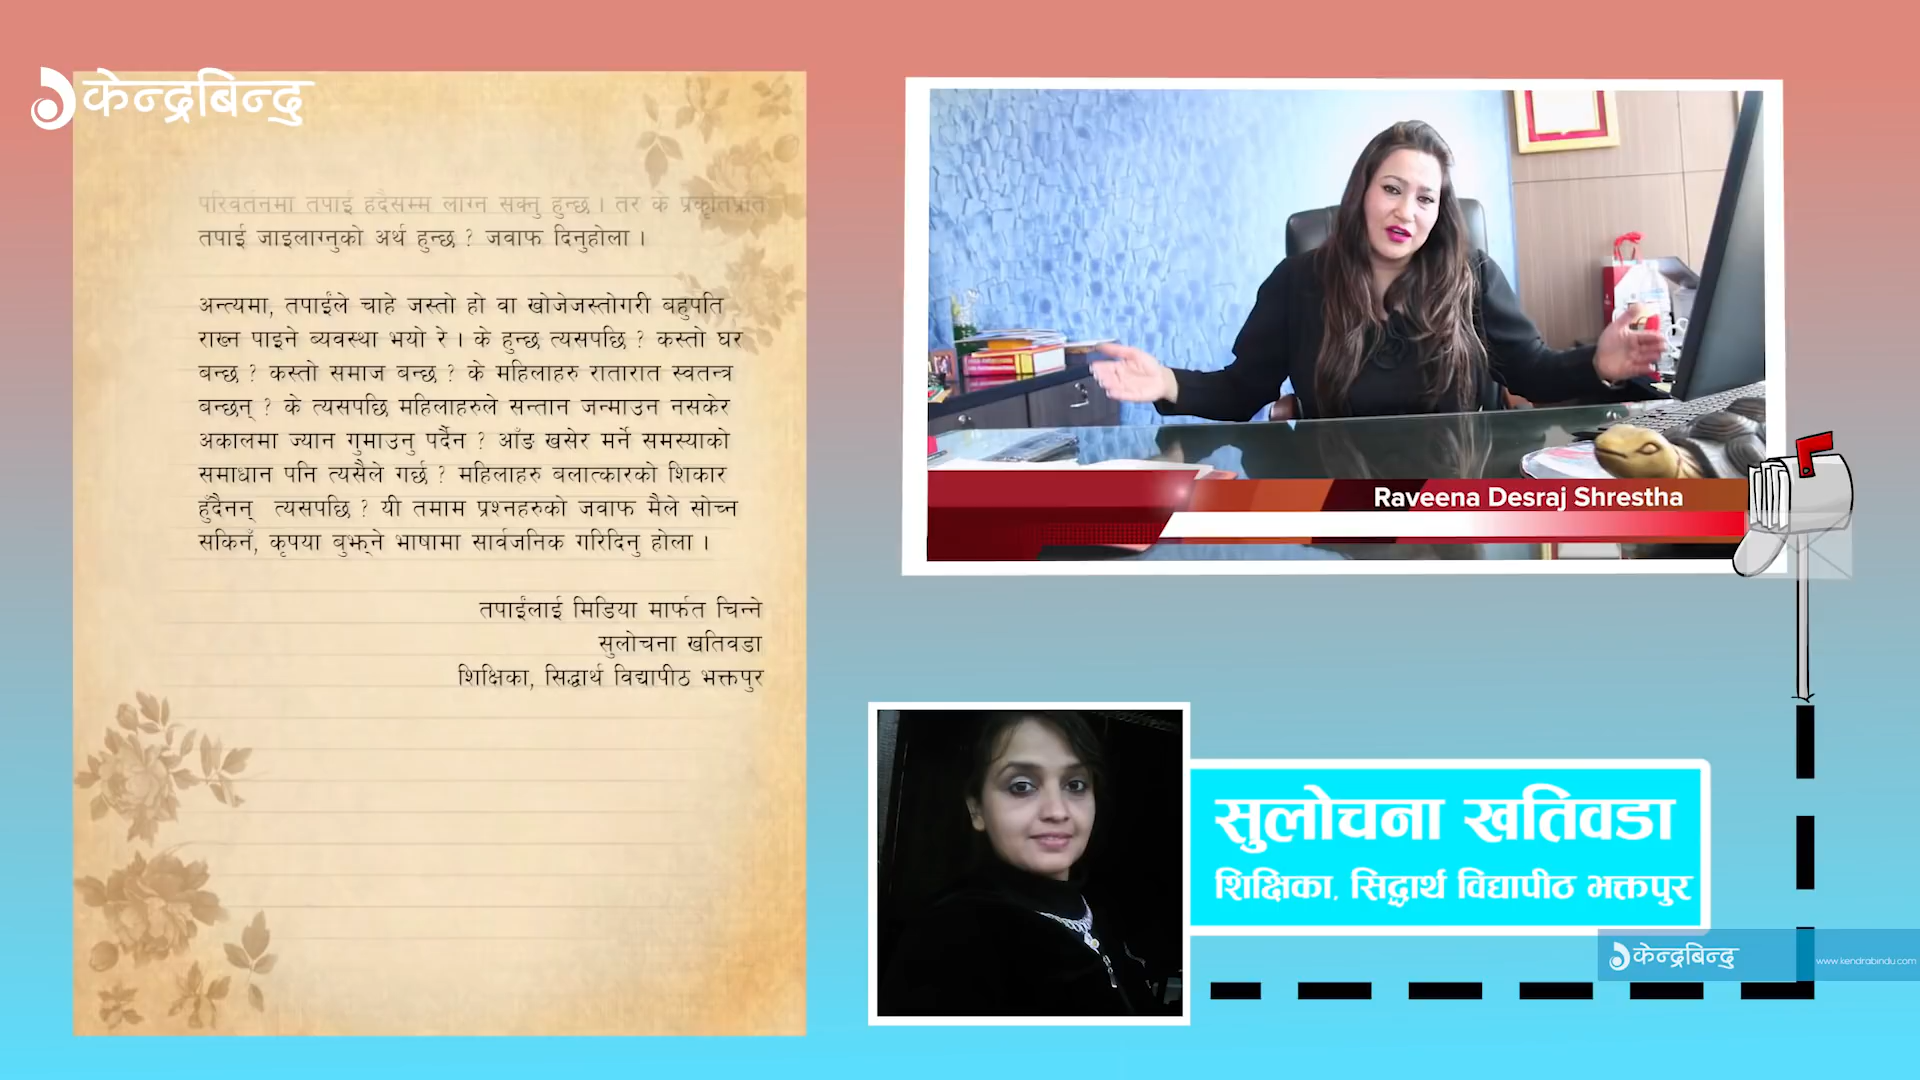 केन्द्रबिन्दु
परिवर्तनमा तपाई हदैसम्म लाग्न सक्नु हुन्छ । तर के प्रकृतिप्रति
तपाई जाइलाग्नुको अर्थ हुन्छ ? जवाफ दिनुहोला ।
अन्त्यमा, तपाईंले चाहे जस्तो हो वा खोजेजस्तोगरी बहुपति
राख्न पाइने ब्यवस्था भयो रे । के हुन्छ त्यसपछि ? कस्तो घर
बन्छ ? कस्तो समाज बन्छ ? के महिलाहरु रातारात स्वतन्त्र
बन्छन् ? के त्यसपछि महिलाहरुले सन्तान जन्माउन नसकेर
अकालमा ज्यान गुमाउनु पर्दैन ? आँङ खसेर मर्ने समस्याको
समाधान पनि त्यसैले गर्छ ? महिलाहरु बलात्कारको शिकार
हुँदैनन् त्यसपछि ? यी तमाम प्रश्नहरुको जवाफ मैले सोच्न
सकिनँ, कृपया बुझ्ने भाषामा सार्वजनिक गरिदिनु होला ।
तपाईंलाई मिडिया मार्फत चिन्ने
सुलोचना खतिवडा
शिक्षिका, सिद्धार्थ विद्यापीठ भक्तपुर
Raveena Desraj Shrestha
सुलोचना खतिवडा
शिक्षिका, सिद्धार्थ विद्यापीठ भक्तपुर
केन्द्रबिन्दु
www.kendrabindu.com